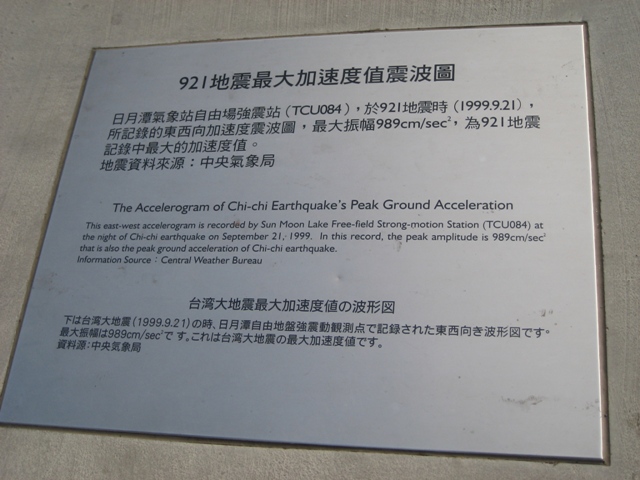 921地震最大加速度值震波圖
日月潭氣象站自由場強震站（TCU084），於921地震時（1999.9.21），
所記錄的東西向加速度震波圖，最大振幅989cm/sec²，為921地震
記錄中最大的加速度值。
地震資料來源：中央氣象局
The Accelerogram of Chi-chi Earthquake's Peak Ground Acceleration
This east-west accelerogram is recorded by Sun Moon Lake Free-field Strong-motion Station (TCU084) at
the night of Chi-chi earthquake on September 21, 1999. In this record, the peak amplitude is 989cm/sec²
that is also the peak ground acceleration of Chi-chi earthquake.
Information Source：Central Weather Bureau
台湾大地震最大加速度値の波形図
下は台湾大地震(1999.9.21)の時、日月潭自由地盤強震動観測点で記録された東西向き波形図です。
最大振幅は989cm/sec²で す。これは台湾大地震の最大加速度値です。
資料源：中央気象局